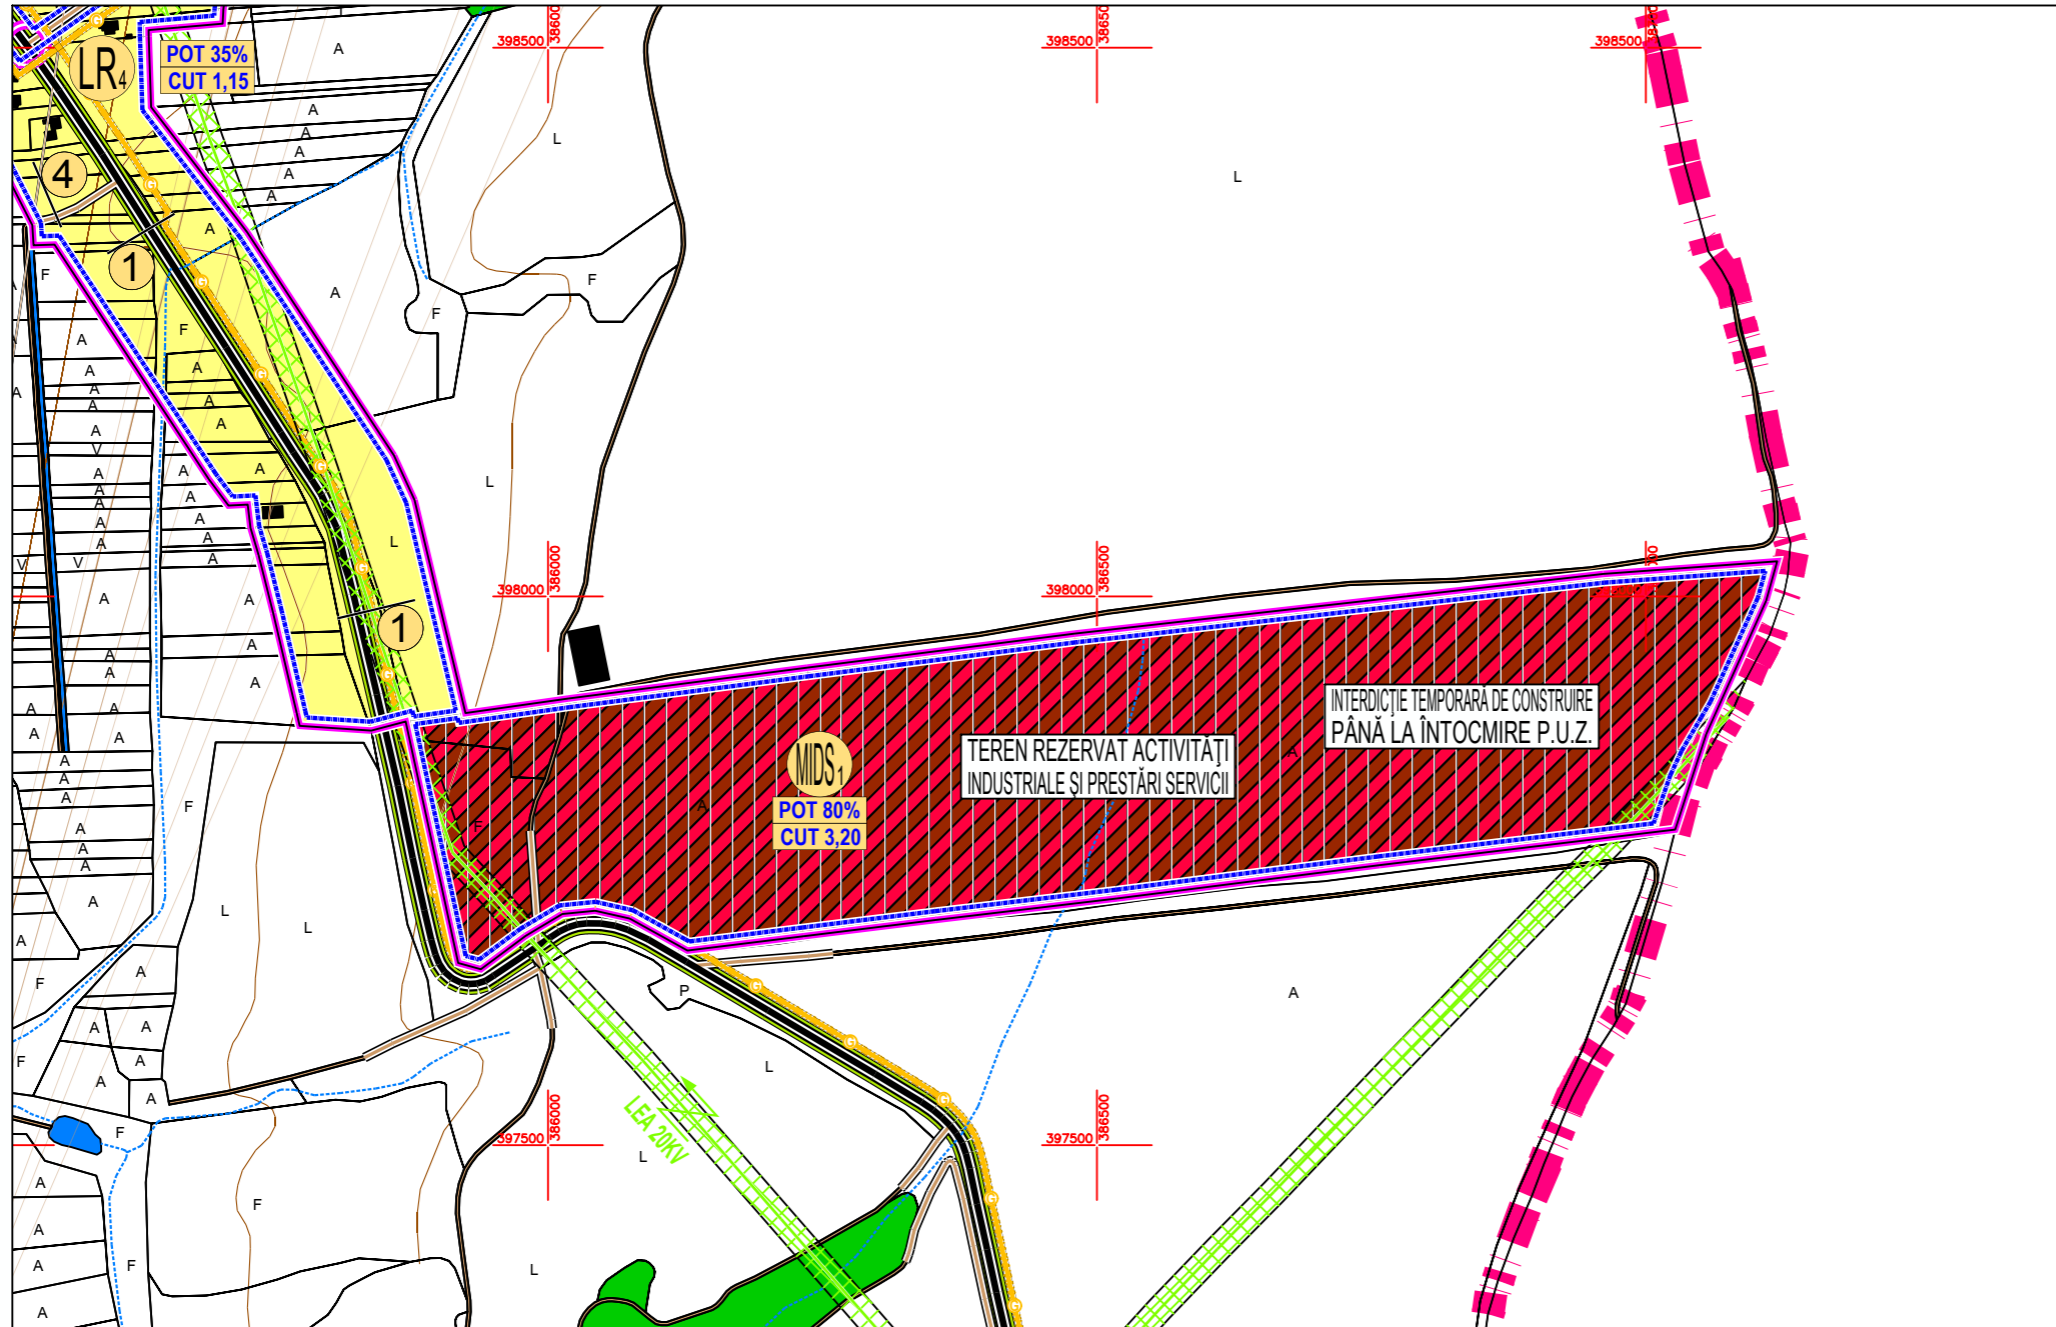 398500
386000
398500
386500
398500
LR4
POT 35%
CUT 1,15
A
A
A
A
A
A
L
L
4
1
A
A
F
F
F
F
A
A
A
A
A
A
A
V
A
A
A
L
L
398000
386000
398000
386500
1
V
V
A
A
A
INTERDICȚIE TEMPORARĂ DE CONSTRUIRE
PÂNĂ LA ÎNTOCMIRE P.U.Z.
TEREN REZERVAT ACTIVITĂȚI
INDUSTRIALE ȘI PRESTĂRI SERVICII
MIDS1
POT 80%
CUT 3,20
A
A
F
F
L
L
A
F
A
P
A
L
LEA 20KV
397500
386000
397500
386500
L
F
F
A
A
A
F
L
A
G
G
G
G
G